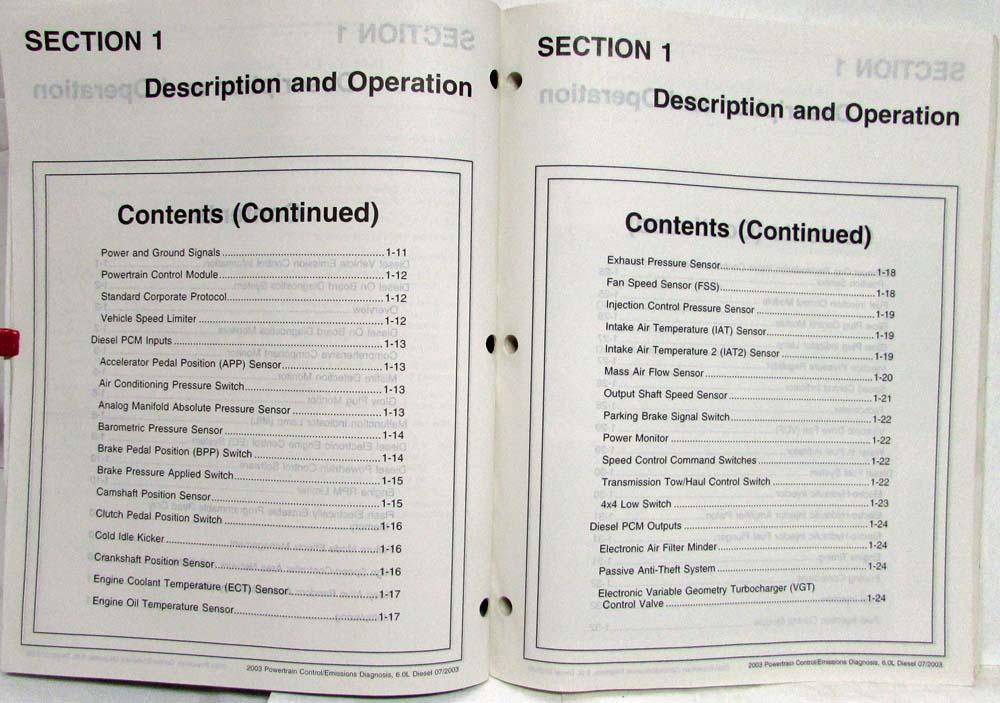 SECTION 1
Description and Operation
Contents (Continued)
Power and Ground Signals ........ 1-11
Powertrain Control Module ........ 1-12
Standard Corporate Protocol ........ 1-12
Vehicle Speed Limiter ........ 1-12
Diesel PCM Inputs ........ 1-13
Accelerator Pedal Position (APP) Sensor ........ 1-13
Air Conditioning Pressure Switch ........ 1-13
Analog Manifold Absolute Pressure Sensor ........ 1-13
Barometric Pressure Sensor ........ 1-14
Brake Pedal Position (BPP) Switch ........ 1-14
Brake Pressure Applied Switch ........ 1-15
Camshaft Position Sensor ........ 1-15
Clutch Pedal Position Switch ........ 1-16
Cold Idle Kicker ........ 1-16
Crankshaft Position Sensor ........ 1-16
Engine Coolant Temperature (ECT) Sensor ........ 1-17
Engine Oil Temperature Sensor ........ 1-17
2003 Powertrain Control/Emissions Diagnosis, 6.0L Diesel 07/2003
SECTION 1
Description and Operation
Contents (Continued)
Exhaust Pressure Sensor ........ 1-18
Fan Speed Sensor (FSS) ........ 1-18
Injection Control Pressure Sensor ........ 1-19
Intake Air Temperature (IAT) Sensor ........ 1-19
Intake Air Temperature 2 (IAT2) Sensor ........ 1-19
Mass Air Flow Sensor ........ 1-20
Output Shaft Speed Sensor ........ 1-21
Parking Brake Signal Switch ........ 1-22
Power Monitor ........ 1-22
Speed Control Command Switches ........ 1-22
Transmission Tow/Haul Control Switch ........ 1-22
4x4 Low Switch ........ 1-23
Diesel PCM Outputs ........ 1-24
Electronic Air Filter Minder ........ 1-24
Passive Anti-Theft System ........ 1-24
Electronic Variable Geometry Turbocharger (VGT)
Control Valve ........ 1-24
2003 Powertrain Control/Emissions Diagnosis, 6.0L Diesel 07/2003